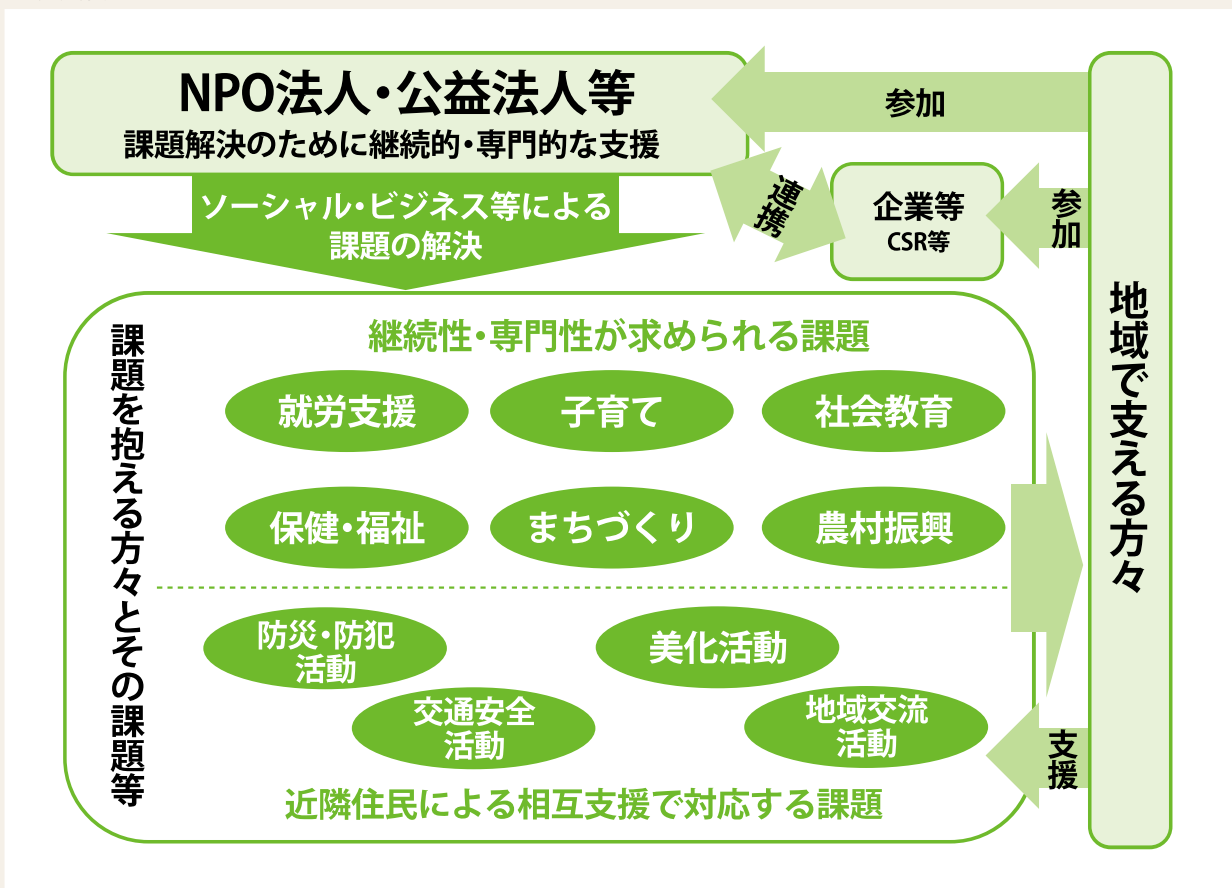 NPO法人・公益法人等
課題解決のために継続的・専門的な支援
参加
連携
企業等
CSR等
参加
ソーシャル・ビジネス等による
課題の解決
地域で支える方々
課題を抱える方々とその課題等
継続性・専門性が求められる課題
就労支援
子育て
社会教育
保健・福祉
まちづくり
農村振興
防災・防犯
活動
美化活動
交通安全
活動
地域交流
活動
支援
近隣住民による相互支援で対応する課題